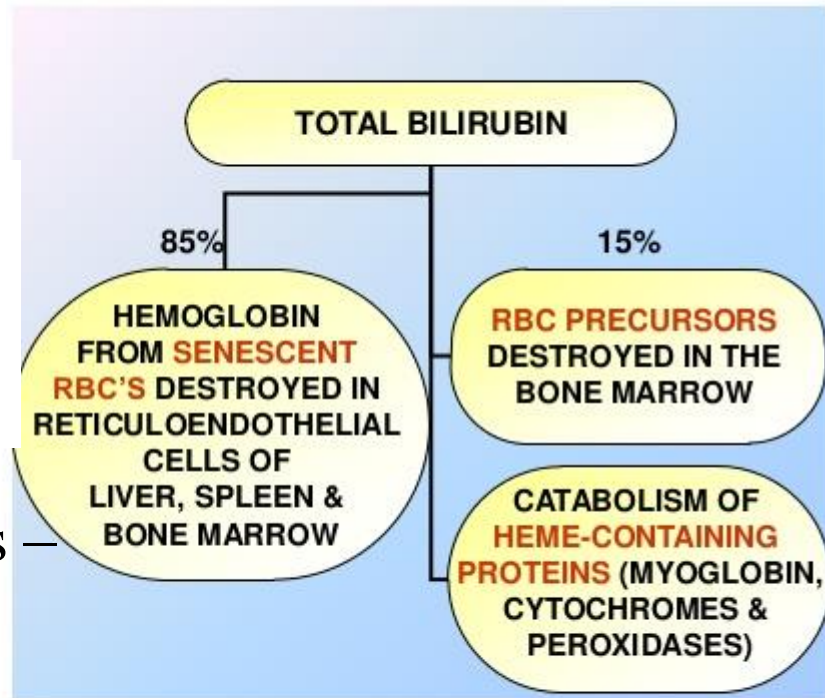 TOTAL BILIRUBIN
85%
HEMOGLOBIN
FROM SENESCENT
RBC'S DESTROYED IN
RETICULOENDOTHELIAL
CELLS OF
LIVER, SPLEEN &
BONE MARROW
15%
RBC PRECURSORS
DESTROYED IN THE
BONE MARROW
CATABOLISM OF
HEME-CONTAINING
PROTEINS (MYOGLOBIN,
CYTOCHROMES &
PEROXIDASES)
s –